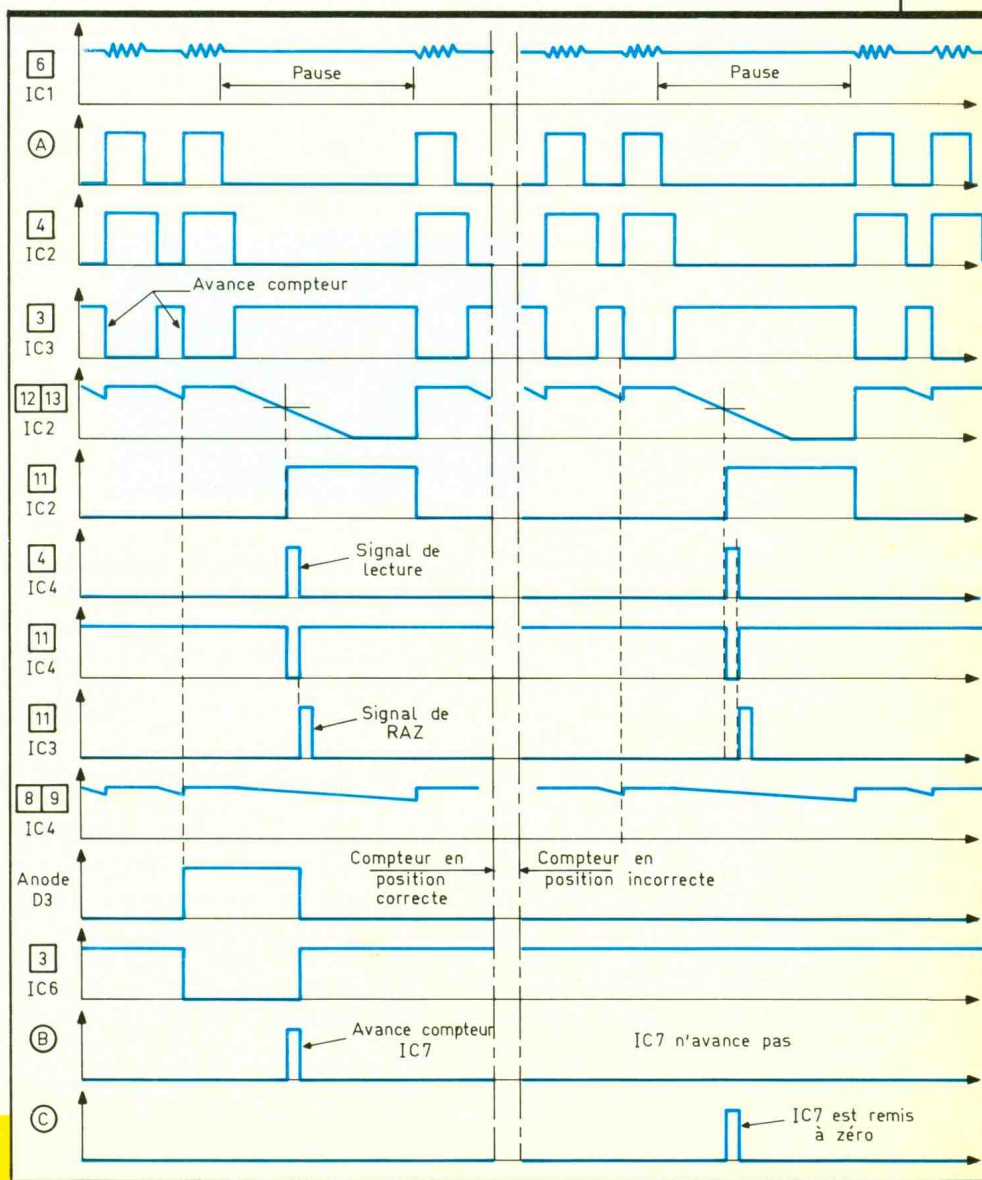 6
IC1
Pause
Pause
A
4
IC2
3
IC3
Avance compteur
12 13
IC2
11
IC2
4
IC4
Signal de
lecture
11
IC4
11
IC3
Signal de
RAZ
8 9
IC4
Anode
D3
Compteur en
position
correcte
Compteur en
position incorrecte
3
IC6
B
Avance compteur
IC7
IC7 n'avance pas
C
IC7 est remis
à zéro